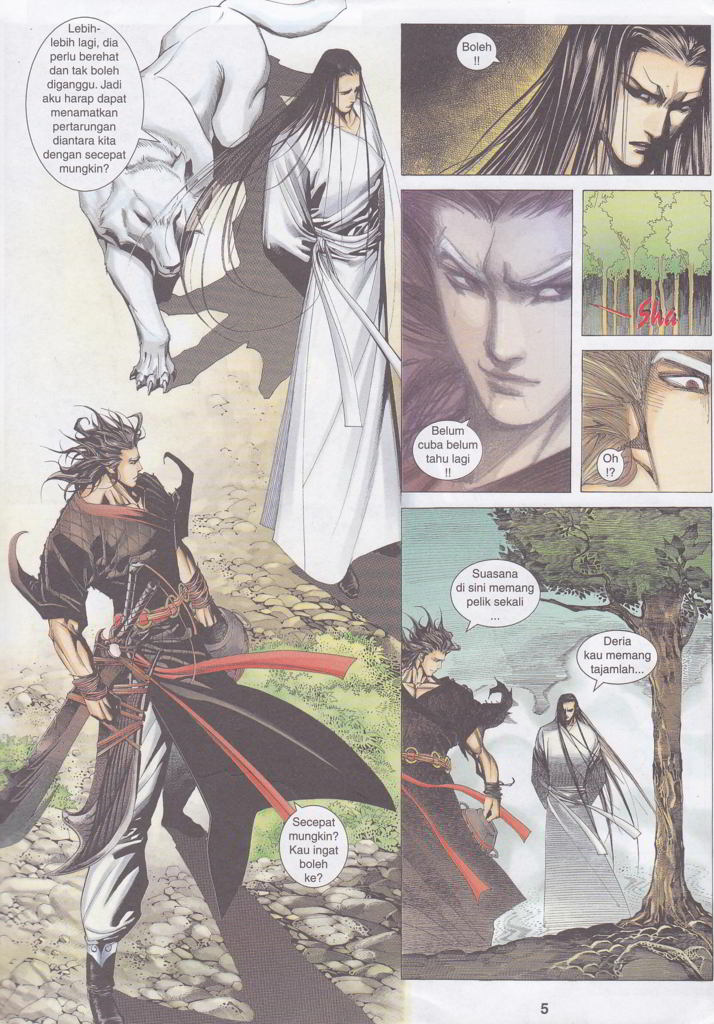 Lebih-
lebih lagi, dia
perlu berehat
dan tak boleh
diganggu. Jadi
aku harap dapat
menamatkan
pertarungan
diantara kita
dengan secepat
mungkin?
Secepat
mungkin?
Kau ingat
boleh
ke?
Boleh
!!
Belum
cuba belum
tahu lagi
!!
Sha
Oh
!?
Suasana
di sini memang
pelik sekali
...
Deria
kau memang
tajamlah...
5